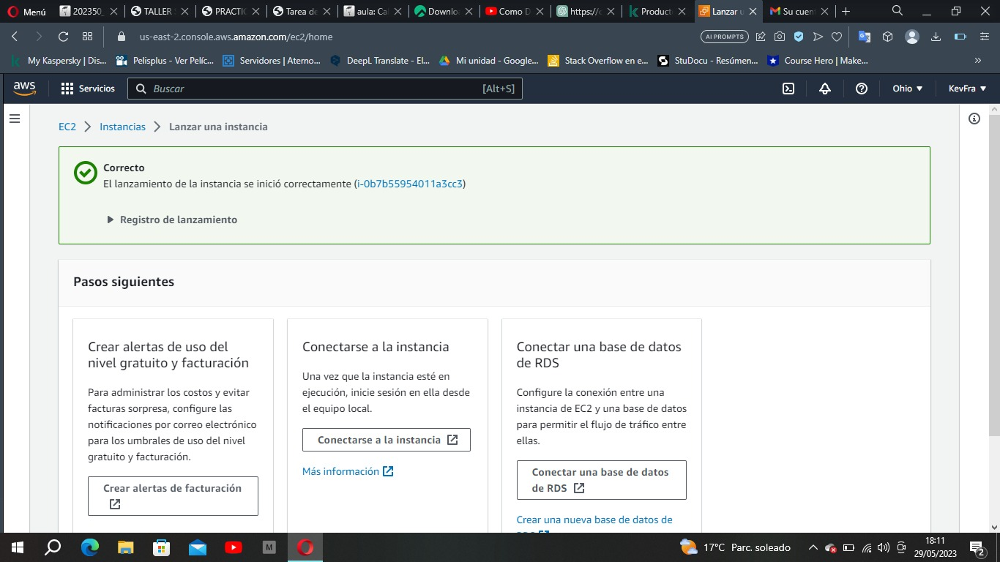 Menú
202350_
TALLER
PRACTIC
Tarea de
aula: Ca
Downlo
Como D
https://c
Product
Lanzar u
Su cuen
us-east-2.console.aws.amazon.com/ec2/home
AI PROMPTS
My Kaspersky | Dis...
Pelisplus - Ver Pelíc...
Servidores | Aterno...
DeepL Translate - El...
Mi unidad - Google...
Stack Overflow en e...
StuDocu - Resúmen...
Course Hero | Make...
»
aws
Servicios
Buscar
[Alt+S]
Ohio
KevFra
EC2 > Instancias > Lanzar una instancia
Correcto
El lanzamiento de la instancia se inició correctamente (i-0b7b55954011a3cc3)
Registro de lanzamiento
Pasos siguientes
Crear alertas de uso del
nivel gratuito y facturación
Para administrar los costos y evitar
facturas sorpresa, configure las
notificaciones por correo electrónico
para los umbrales de uso del nivel
gratuito y facturación.
Crear alertas de facturación
Conectarse a la instancia
Una vez que la instancia esté en
ejecución, inicie sesión en ella desde
el equipo local.
Conectarse a la instancia
Más información
Conectar una base de datos
de RDS
Configure la conexión entre una
instancia de EC2 y una base de datos
para permitir el flujo de tráfico entre
ellas.
Conectar una base de datos
de RDS
Crear una nueva base de datos de
M
17°C Parc. soleado
18:11
29/05/2023
2